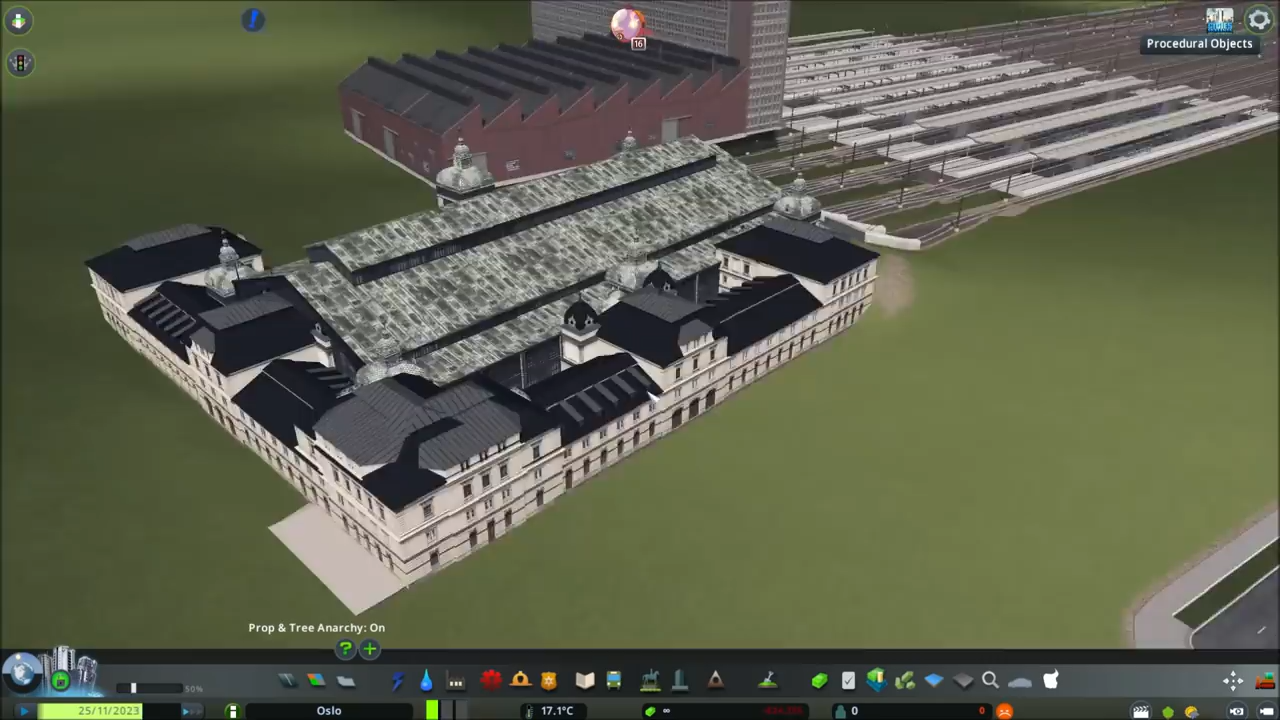 16
Procedural Objects
Prop & Tree Anarchy: On
50%
25/11/2023
Oslo
17.1°C
∞
0
0